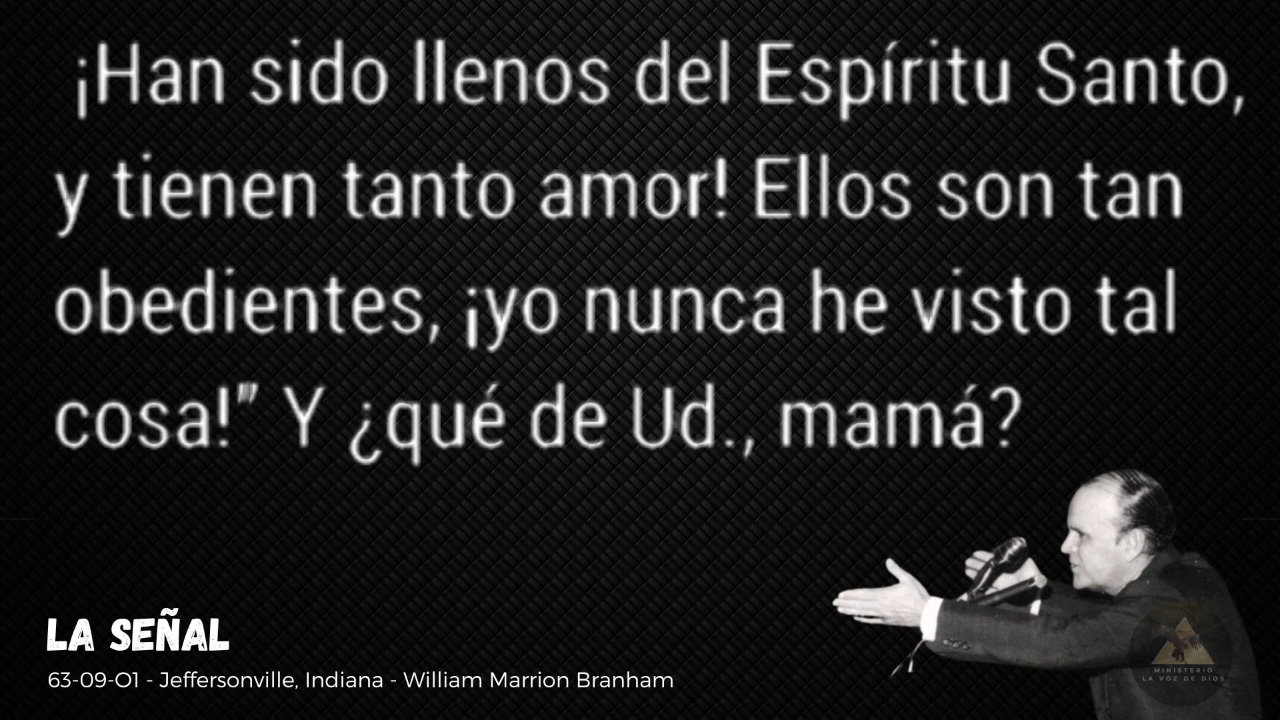 ¡Han sido llenos del Espíritu Santo,
y tienen tanto amor! Ellos son tan
obedientes, ¡yo nunca he visto tal
cosa!” Y ¿qué de Ud., mamá?
LA SEÑAL
63-09-O1 - Jeffersonville, Indiana - William Marrion Branham
MINISTERIO
LA VOZ DE DIOS